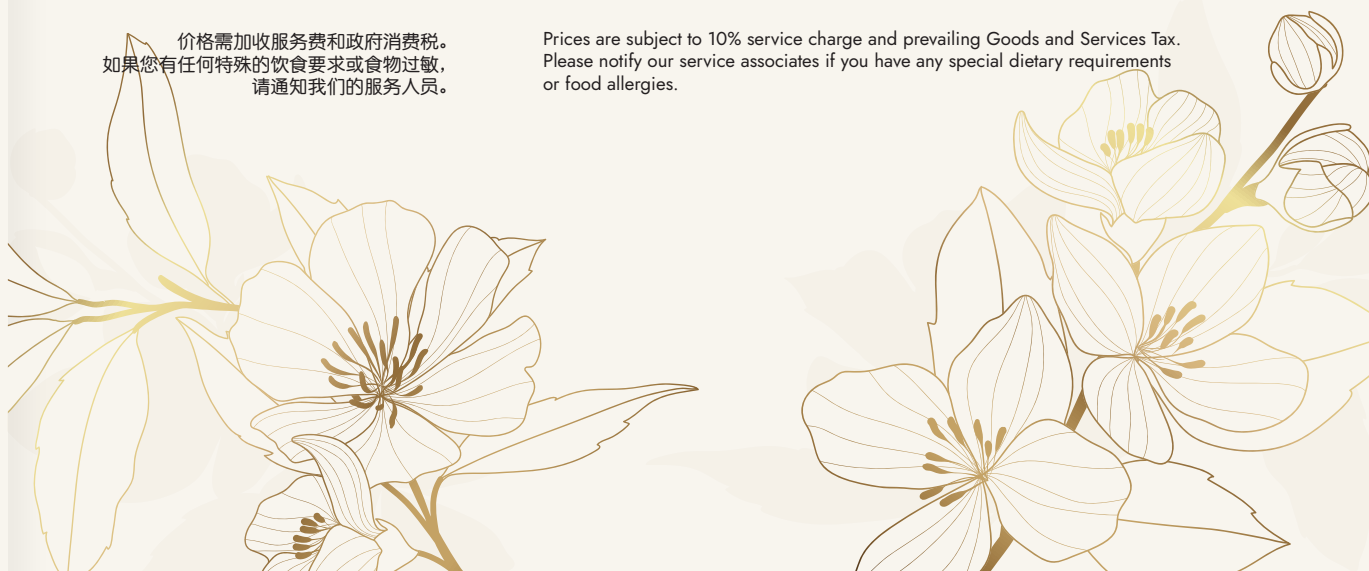 价格需加收服务费和政府消费税。
如果您有任何特殊的饮食要求或食物过敏，
请通知我们的服务人员。
Prices are subject to 10% service charge and prevailing Goods and Services Tax.
Please notify our service associates if you have any special dietary requirements
or food allergies.